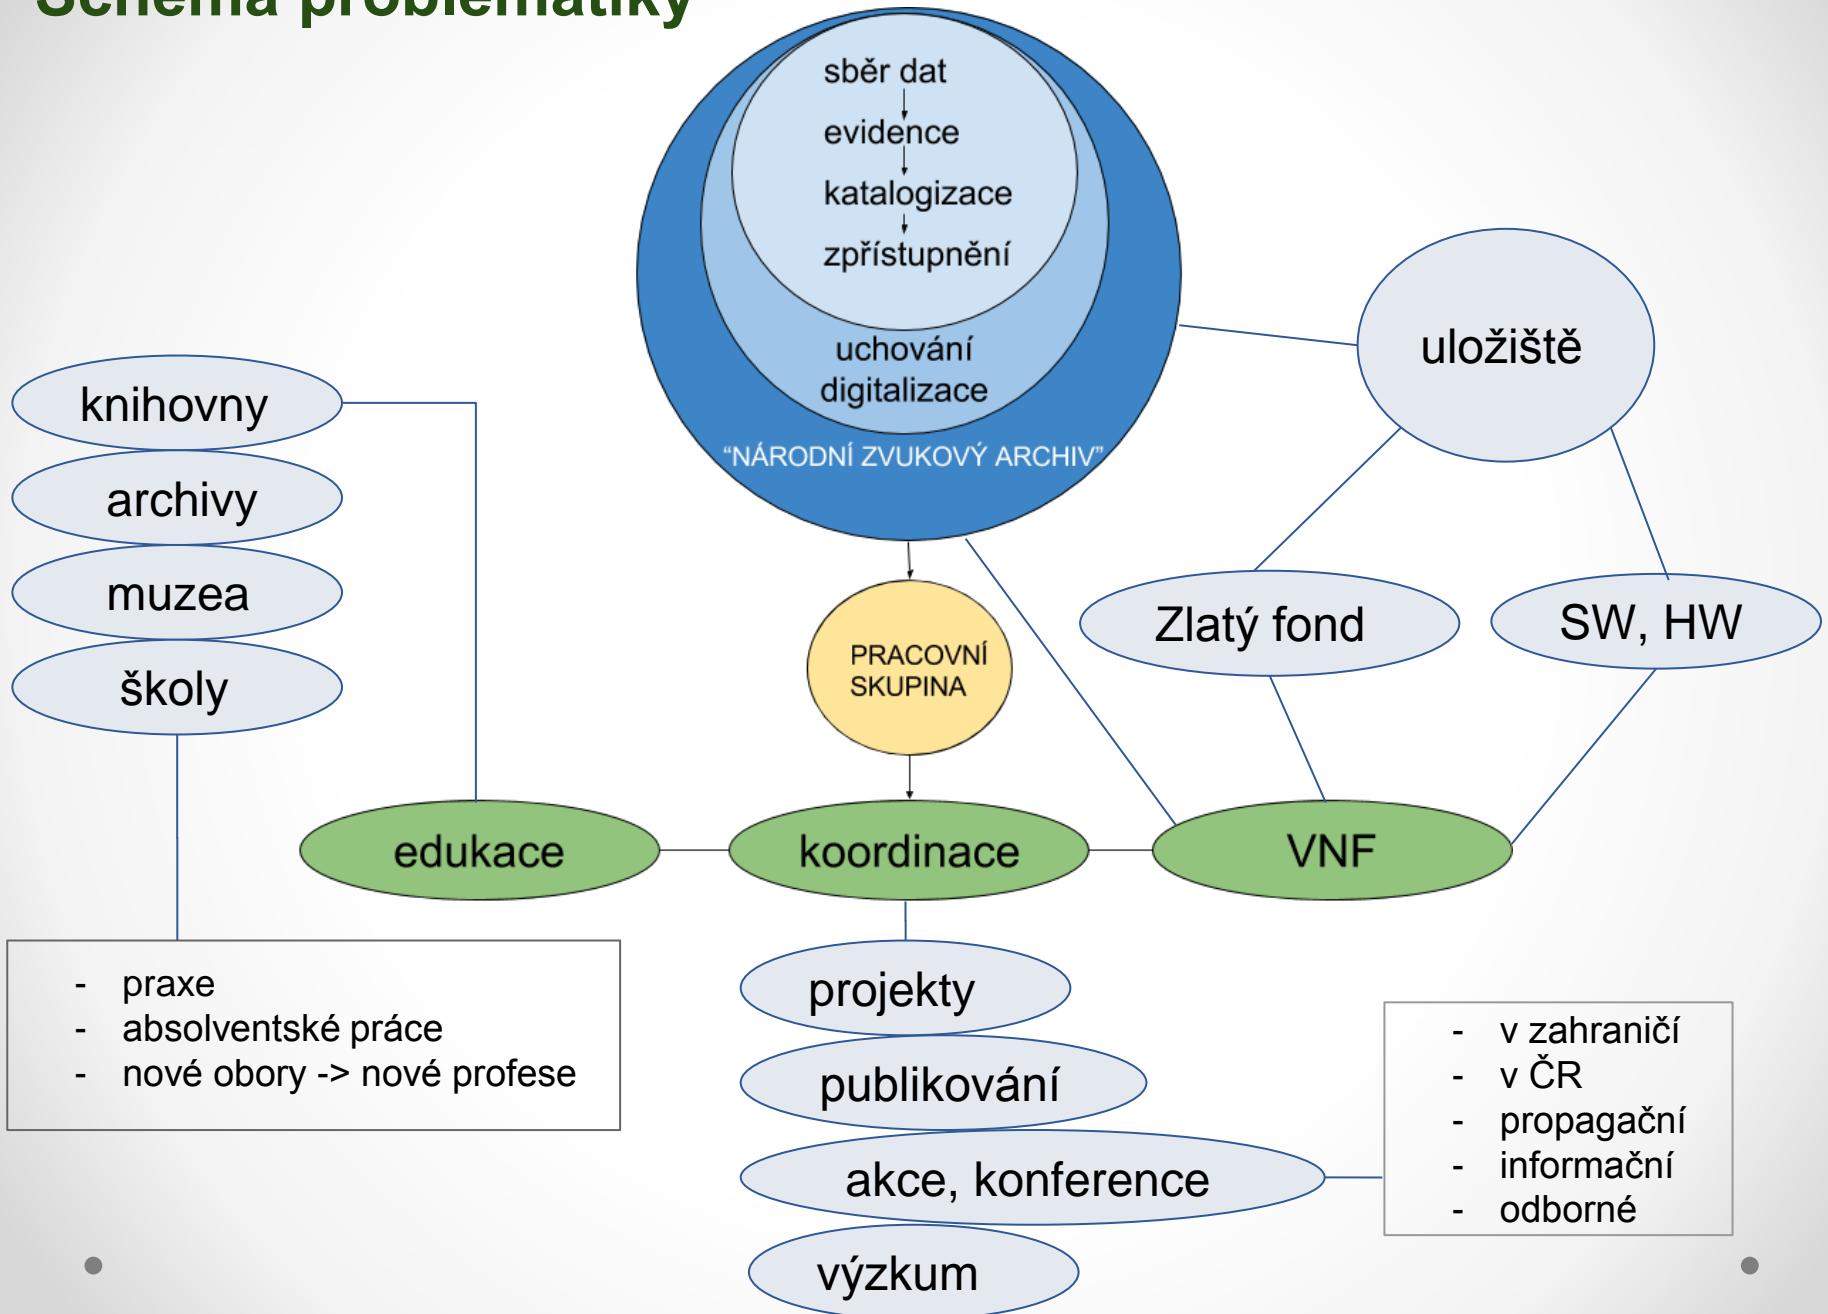 Schéma problematiky
sběr dat
evidence
katalogizace
zpřístupnění
uchování
digitalizace
“NÁRODNÍ ZVUKOVÝ ARCHIV”
uložiště
knihovny
archivy
muzea
školy
Zlatý fond
SW, HW
PRACOVNÍ
SKUPINA
edukace
koordinace
VNF
- praxe
- absolventské práce
- nové obory -> nové profese
projekty
publikování
akce, konference
výzkum
- v zahraničí
- v ČR
- propagační
- informační
- odborné